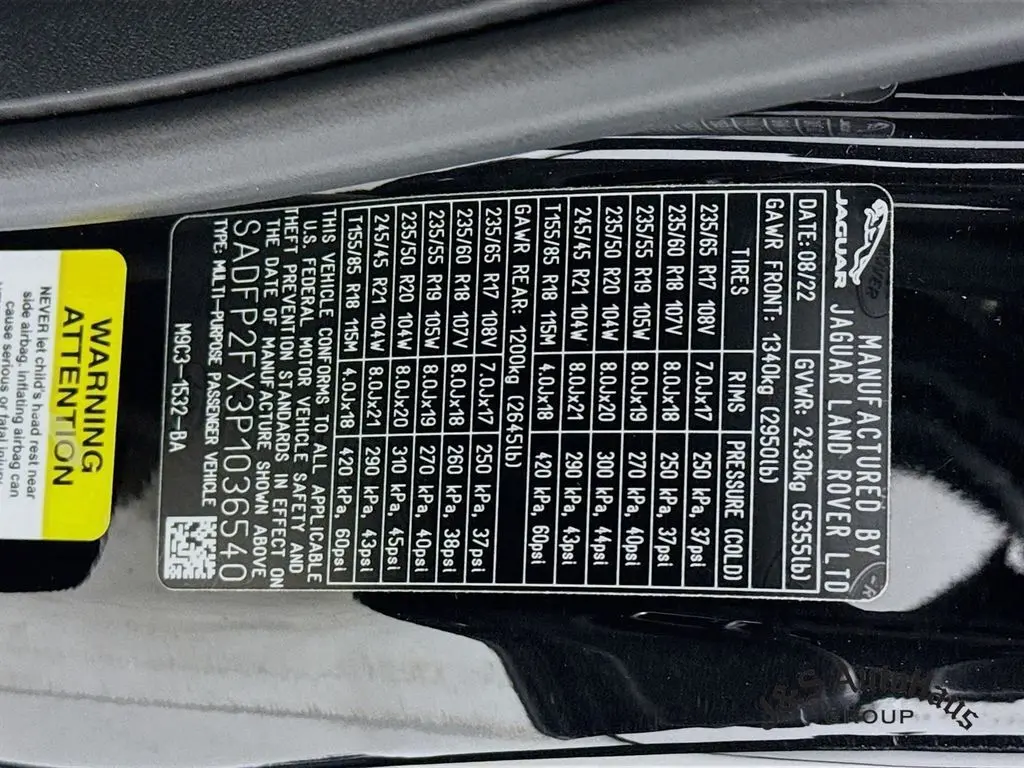 JAGUAR
MANUFACTURED BY
JAGUAR LAND ROVER LTD
DATE: 08/22 GVWR: 2430kg (5355lb)
GAWR FRONT: 1340kg (2950lb)
TIRES RIMS PRESSURE (COLD)
235/65 R17 108V 7.0Jx17 250 kPa, 37psi
235/60 R18 107V 8.0Jx18 250 kPa, 37psi
235/55 R19 105W 8.0Jx19 270 kPa, 40psi
235/50 R20 104W 8.0Jx20 300 kPa, 44psi
245/45 R21 104W 8.0Jx21 290 kPa, 43psi
T155/85 R18 115M 4.0Jx18 420 kPa, 60psi
GAWR REAR: 1200kg (2645lb)
235/65 R17 108V 7.0Jx17 250 kPa, 37psi
235/60 R18 107V 8.0Jx18 260 kPa, 38psi
235/55 R19 105W 8.0Jx19 270 kPa, 40psi
235/50 R20 104W 8.0Jx20 310 kPa, 45psi
245/45 R21 104W 8.0Jx21 290 kPa, 43psi
T155/85 R18 115M 4.0Jx18 420 kPa, 60psi
THIS VEHICLE CONFORMS TO ALL APPLICABLE
U.S. FEDERAL MOTOR VEHICLE SAFETY AND
THEFT PREVENTION STANDARDS IN EFFECT ON
THE DATE OF MANUFACTURE SHOWN ABOVE
SADFP2FX3P1036540
TYPE: MULTI-PURPOSE PASSENGER VEHICLE
M9C3-1532-BA
WARNING
ATTENTION
NEVER let child's head rest near
side airbag. Inflating airbag can
cause serious or fatal injury.
AutoHaus
GROUP